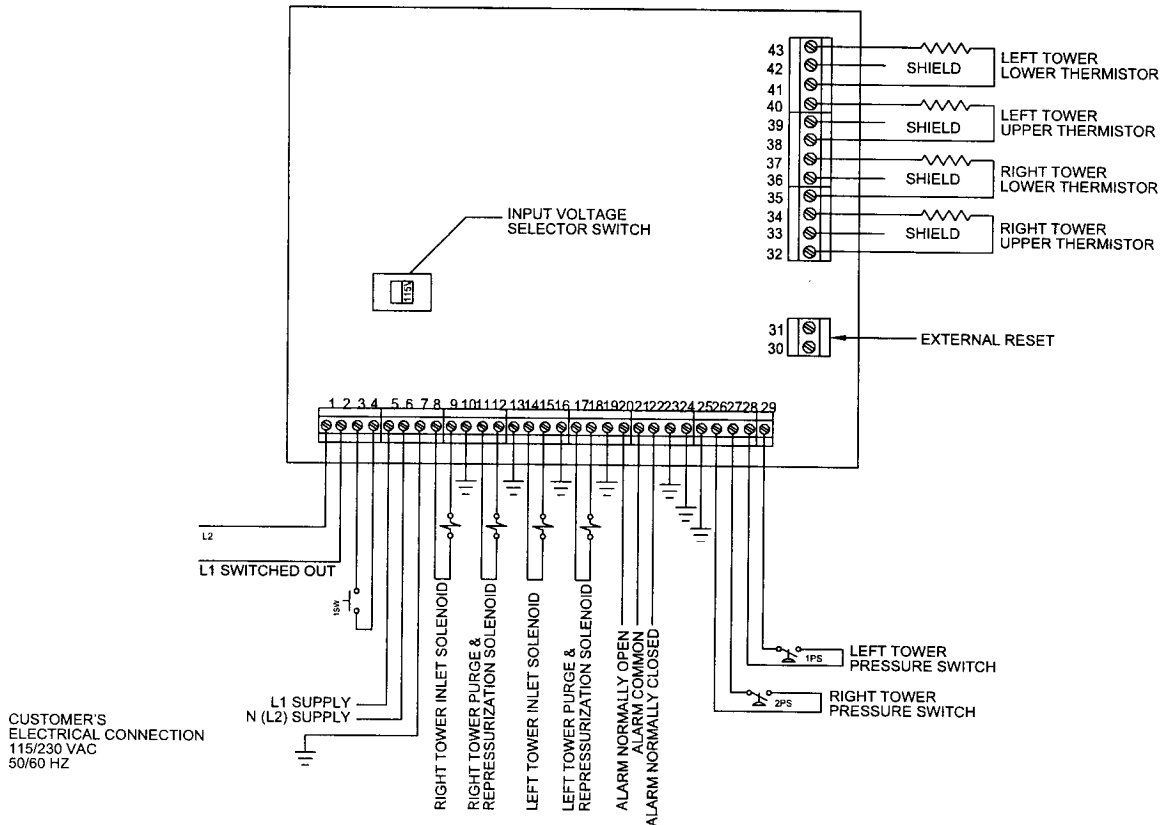 43
42
41
40
39
38
37
36
35
34
33
32
SHIELD
LEFT TOWER
LOWER THERMISTOR
SHIELD
LEFT TOWER
UPPER THERMISTOR
SHIELD
RIGHT TOWER
LOWER THERMISTOR
SHIELD
RIGHT TOWER
UPPER THERMISTOR
INPUT VOLTAGE
SELECTOR SWITCH
115V
31
30
EXTERNAL RESET
1 2 3 4 5 6 7 8 9 10 11 12 13 14 15 16 17 18 19 20 21 22 23 24 25 26 27 28 29
L2
L1 SWITCHED OUT
1SW
L1 SUPPLY
N (L2) SUPPLY
CUSTOMER'S
ELECTRICAL CONNECTION
115/230 VAC
50/60 HZ
RIGHT TOWER INLET SOLENOID
RIGHT TOWER PURGE &
REPRESSURIZATION SOLENOID
LEFT TOWER INLET SOLENOID
LEFT TOWER PURGE &
REPRESSURIZATION SOLENOID
ALARM NORMALLY OPEN
ALARM COMMON
ALARM NORMALLY CLOSED
1PS
LEFT TOWER
PRESSURE SWITCH
2PS
RIGHT TOWER
PRESSURE SWITCH